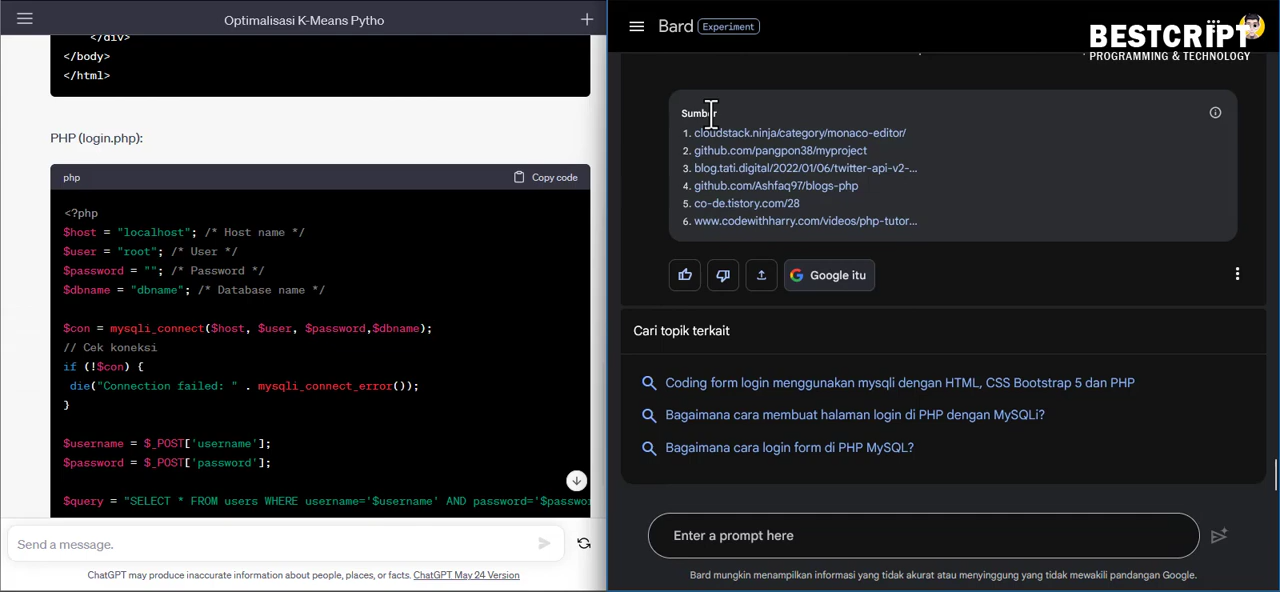 Optimalisasi K-Means Pytho
</div>
</body>
</html>
PHP (login.php):
php
Copy code
<?php
$host = "localhost"; /* Host name */
$user = "root"; /* User */
$password = ""; /* Password */
$dbname = "dbname"; /* Database name */
$con = mysqli_connect($host, $user, $password,$dbname);
// Cek koneksi
if (!$con) {
die("Connection failed: " . mysqli_connect_error());
}
$username = $_POST['username'];
$password = $_POST['password'];
$query = "SELECT * FROM users WHERE username='$username' AND password='$passwo
Send a message.
ChatGPT may produce inaccurate information about people, places, or facts. ChatGPT May 24 Version
Bard Experiment
BESTCRIPT
PROGRAMMING & TECHNOLOGY
Sumber
1. cloudstack.ninja/category/monaco-editor/
2. github.com/pangpon38/myproject
3. blog.tati.digital/2022/01/06/twitter-api-v2-...
4. github.com/Ashfaq97/blogs-php
5. co-de.tistory.com/28
6. www.codewithharry.com/videos/php-tutor...
Google itu
Cari topik terkait
Coding form login menggunakan mysqli dengan HTML, CSS Bootstrap 5 dan PHP
Bagaimana cara membuat halaman login di PHP dengan MySQLi?
Bagaimana cara login form di PHP MySQL?
Enter a prompt here
Bard mungkin menampilkan informasi yang tidak akurat atau menyinggung yang tidak mewakili pandangan Google.